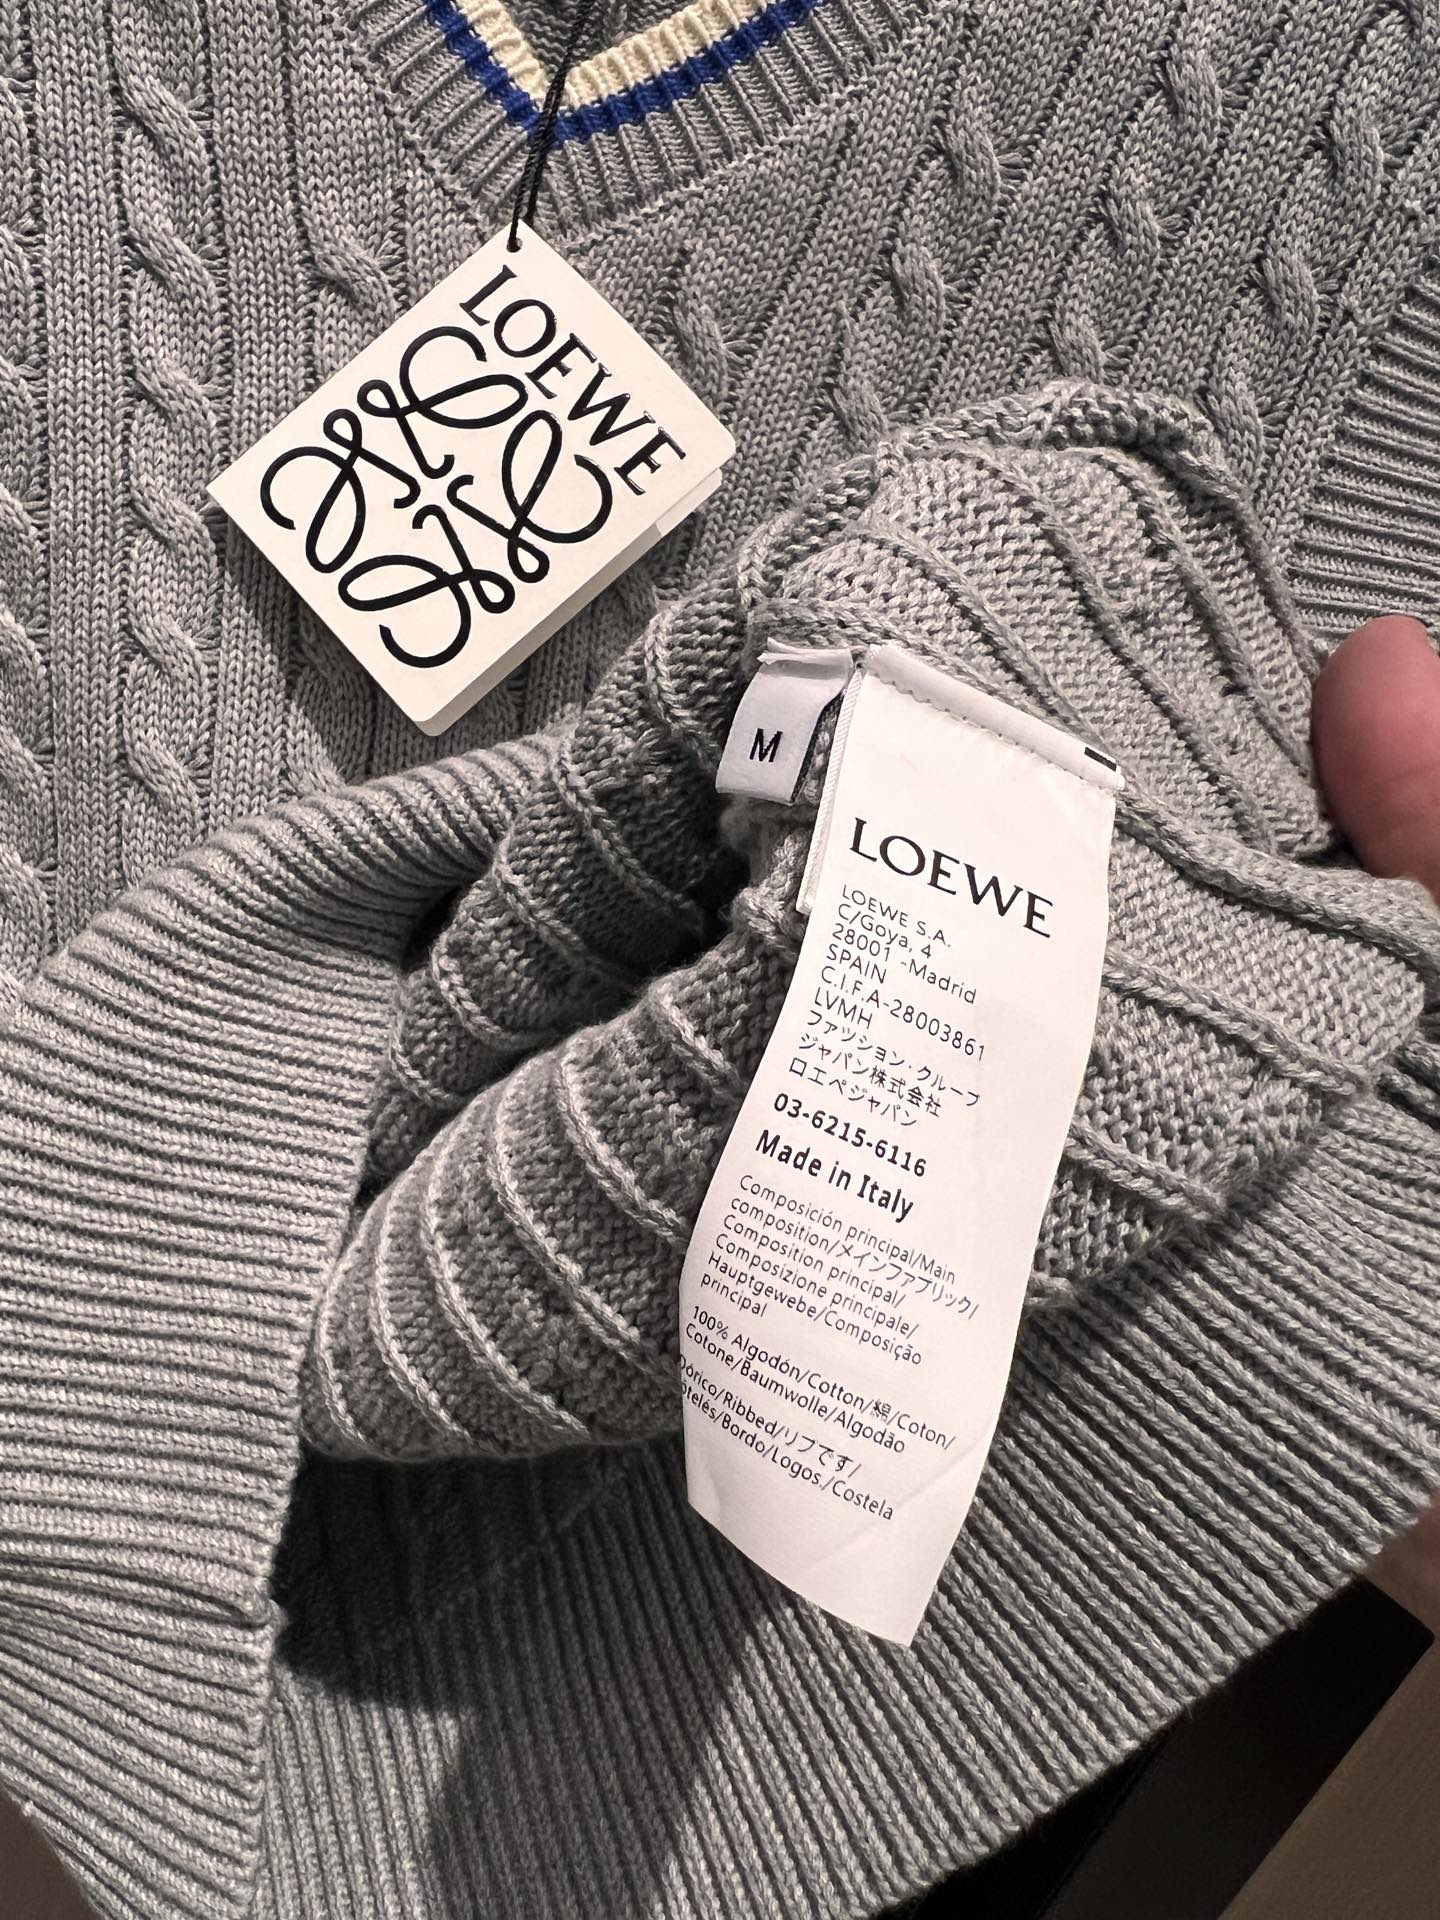 LOEWE
M
LOEWE
LOEWE S.A.
C/Goya, 4
28001 -Madrid
SPAIN
C.I.F.A-28003861
LVMH
ファッション・グループ
ジャパン株式会社
ロエベジャパン
03-6215-6116
Made in Italy
Composición principal/Main
composition/メインファブリック/
Composition principal/
Composizione principale/
Hauptgewebe/Composição
principal
100% Algodón/Cotton/綿/Coton/
Cotone/Baumwolle/Algodão
Dórico/Ribbed/リブです/
Côtelés/Bordo/Logos./Costela